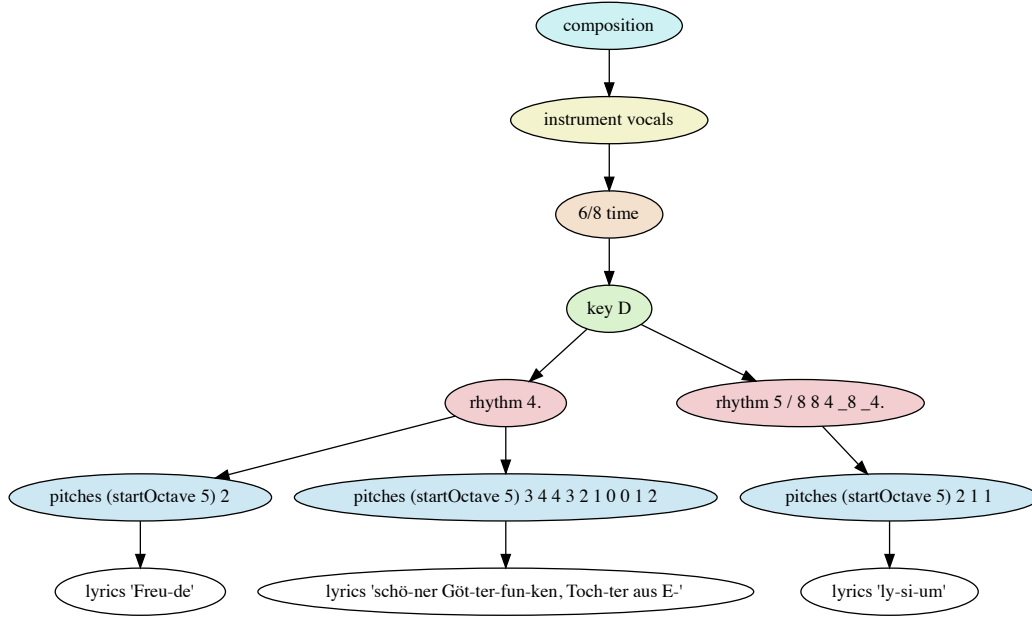 composition
instrument vocals
6/8 time
key D
rhythm 4.
rhythm 5 / 8 8 4 _8 _4.
pitches (startOctave 5) 2
pitches (startOctave 5) 3 4 4 3 2 1 0 0 1 2
pitches (startOctave 5) 2 1 1
lyrics 'Freu-de'
lyrics 'schö-ner Göt-ter-fun-ken, Toch-ter aus E-'
lyrics 'ly-si-um'